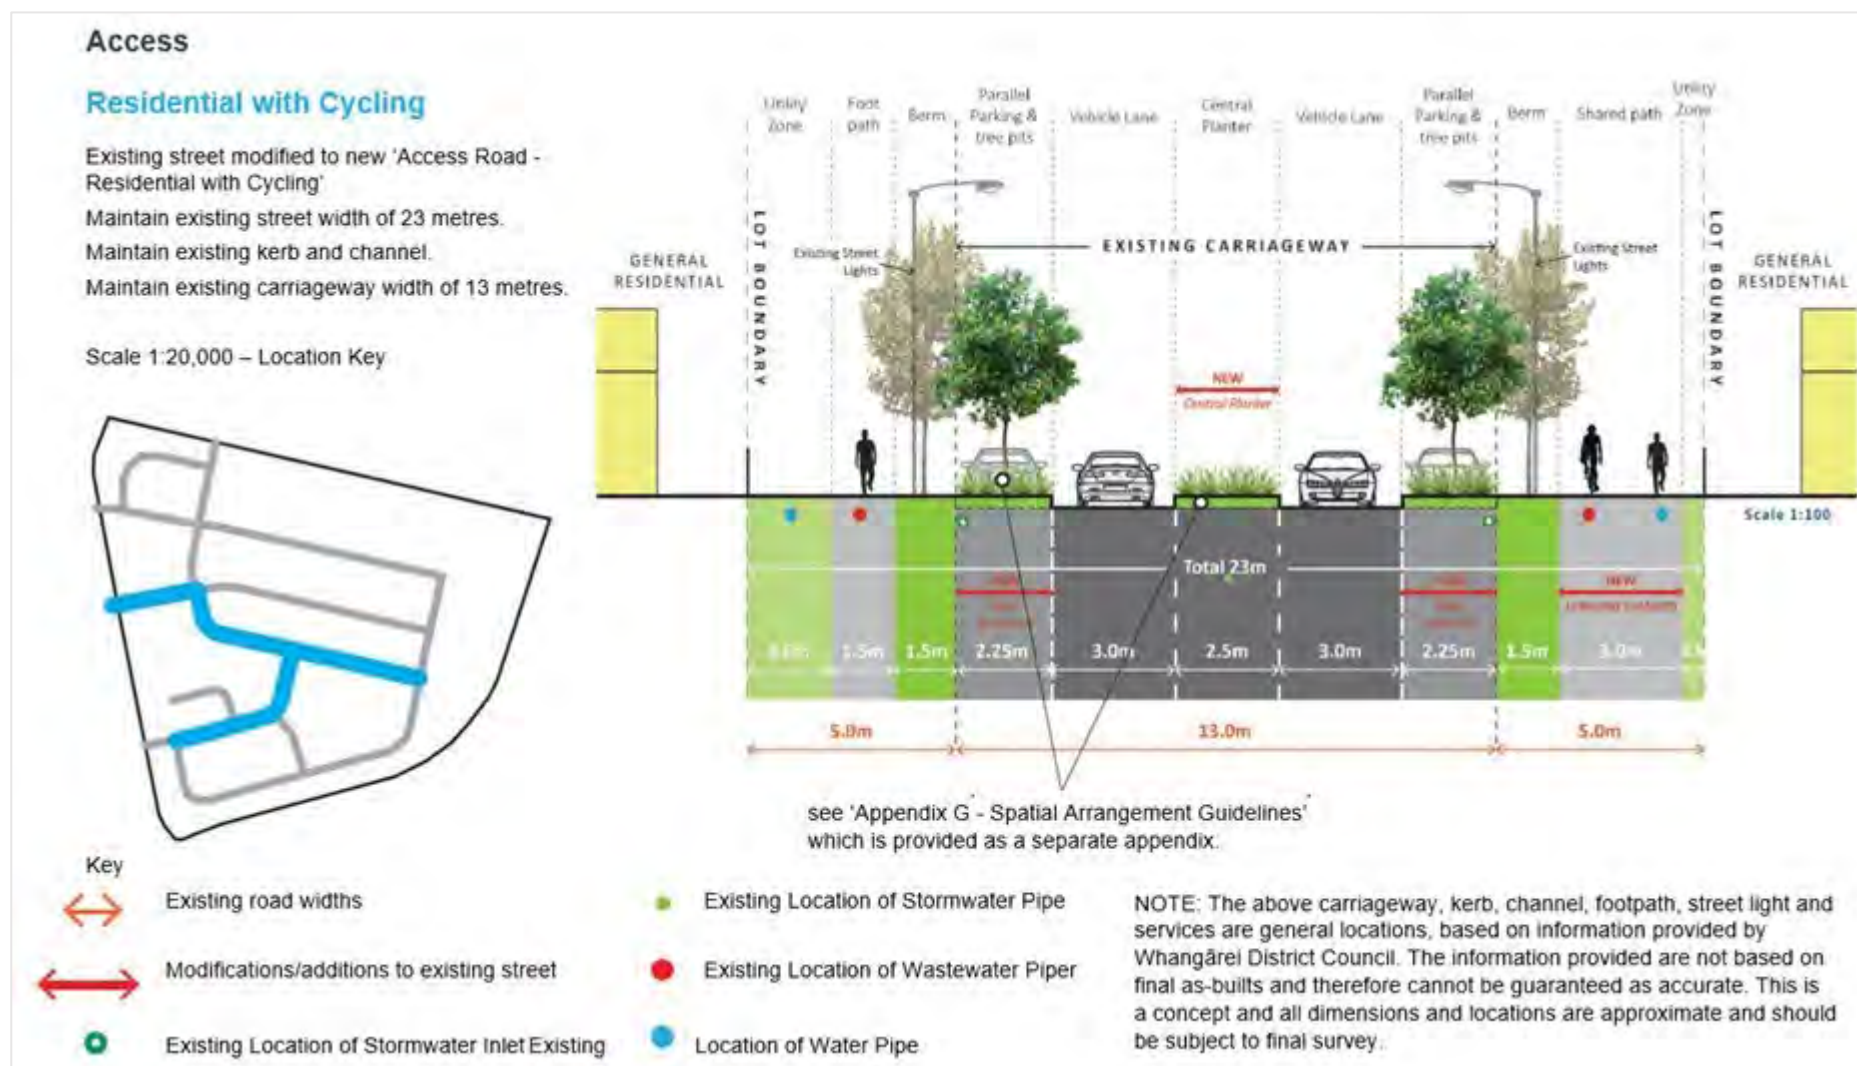 Access
Residential with Cycling
Existing street modified to new 'Access Road -
Residential with Cycling'
Maintain existing street width of 23 metres.
Maintain existing kerb and channel.
Maintain existing carriageway width of 13 metres.
Scale 1:20,000 – Location Key
Utility
Zone
Foot
path
Berm
Parallel
Parking &
tree pits
Vehicle Lane
Central
Planter
Vehicle Lane
Parallel
Parking &
tree pits
Berm
Shared path
Utility
Zone
LOT BOUNDARY
EXISTING CARRIAGEWAY
LOT BOUNDARY
GENERAL
RESIDENTIAL
Existing Street
Lights
Existing Street
Lights
GENERAL
RESIDENTIAL
NEW
Central Planter
Scale 1:100
Total 23m
NEW
1.5m
1.5m
2.25m
3.0m
2.5m
3.0m
2.25m
1.5m
3.0m
5.0m
13.0m
5.0m
see 'Appendix G - Spatial Arrangement Guidelines'
which is provided as a separate appendix.
Key
Existing road widths
Modifications/additions to existing street
Existing Location of Stormwater Inlet Existing
Existing Location of Stormwater Pipe
Existing Location of Wastewater Piper
Location of Water Pipe
NOTE: The above carriageway, kerb, channel, footpath, street light and
services are general locations, based on information provided by
Whangārei District Council. The information provided are not based on
final as-builts and therefore cannot be guaranteed as accurate. This is
a concept and all dimensions and locations are approximate and should
be subject to final survey.